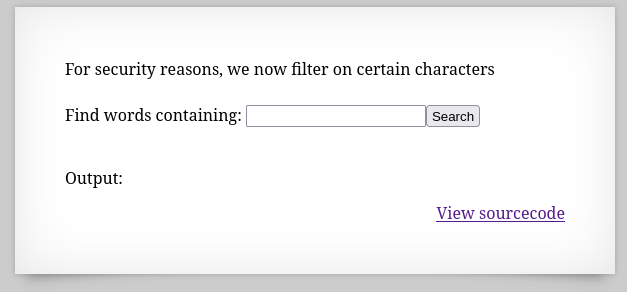 For security reasons, we now filter on certain characters
Find words containing: Search
Output:
View sourcecode